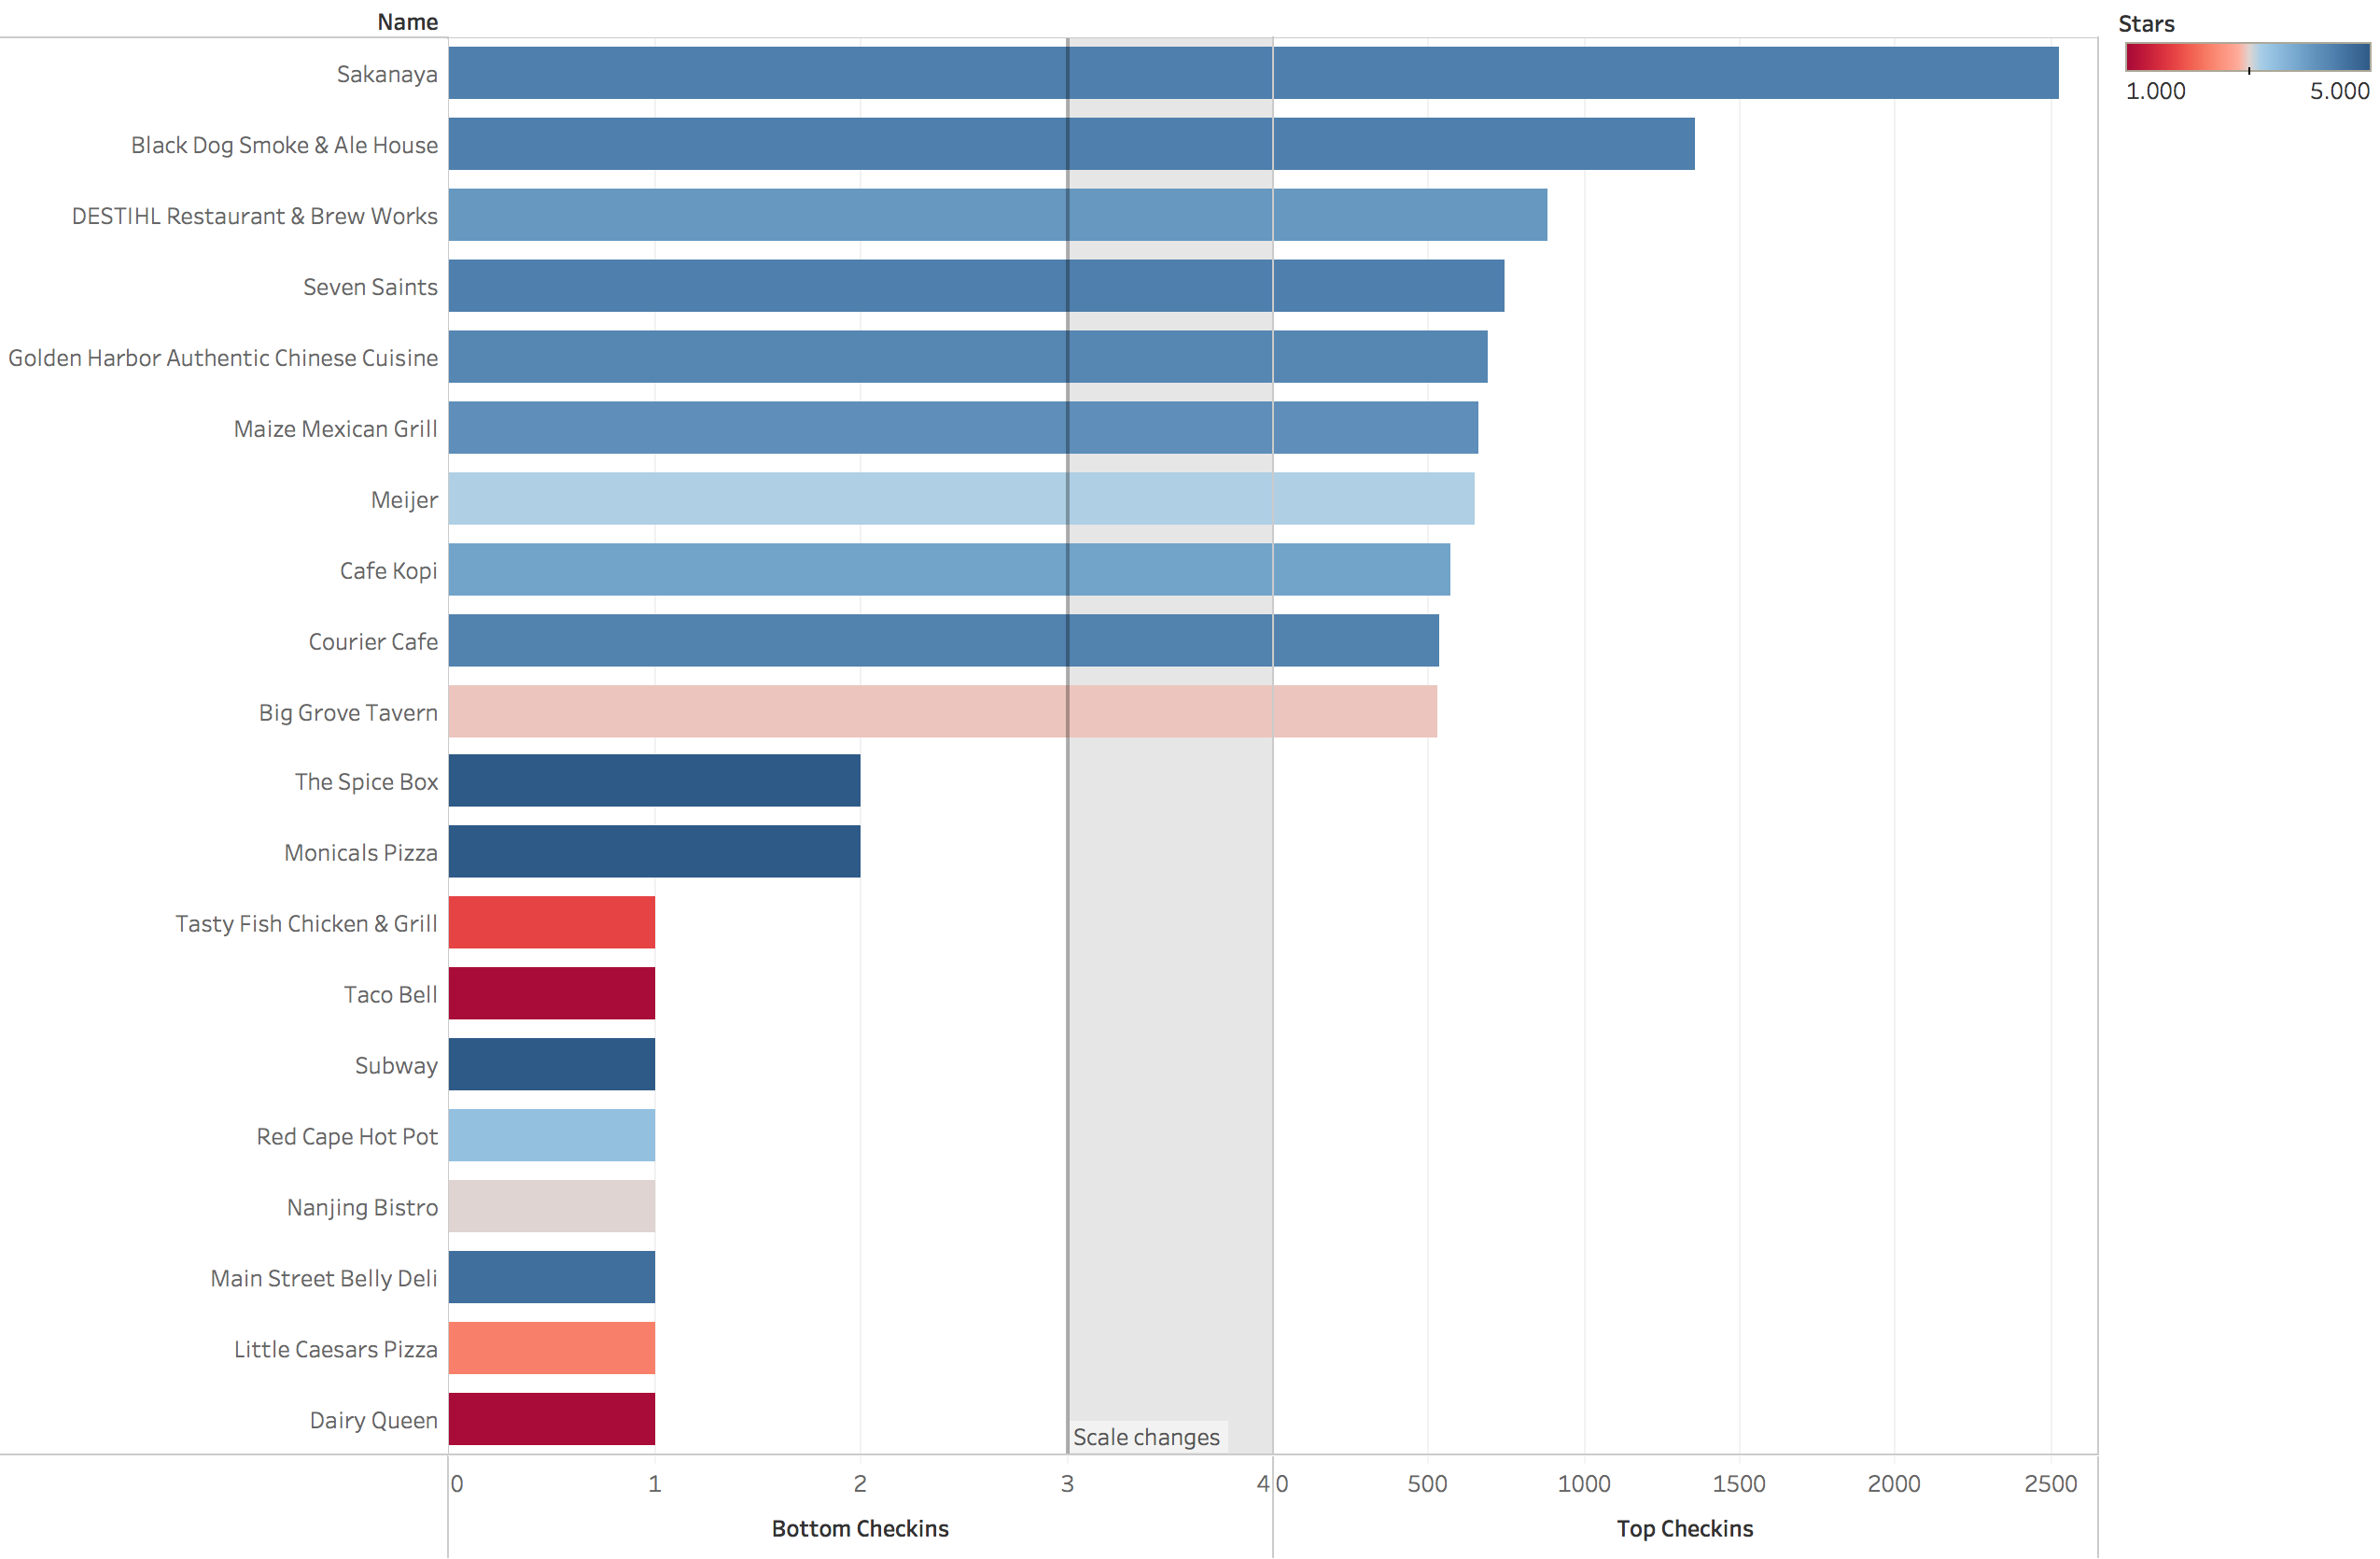 Name
Stars
1.000 5.000
Sakanaya
Black Dog Smoke & Ale House
DESTIHL Restaurant & Brew Works
Seven Saints
Golden Harbor Authentic Chinese Cuisine
Maize Mexican Grill
Meijer
Cafe Kopi
Courier Cafe
Big Grove Tavern
The Spice Box
Monicals Pizza
Tasty Fish Chicken & Grill
Taco Bell
Subway
Red Cape Hot Pot
Nanjing Bistro
Main Street Belly Deli
Little Caesars Pizza
Dairy Queen
Scale changes
0 1 2 3 4 0 500 1000 1500 2000 2500
Bottom Checkins Top Checkins